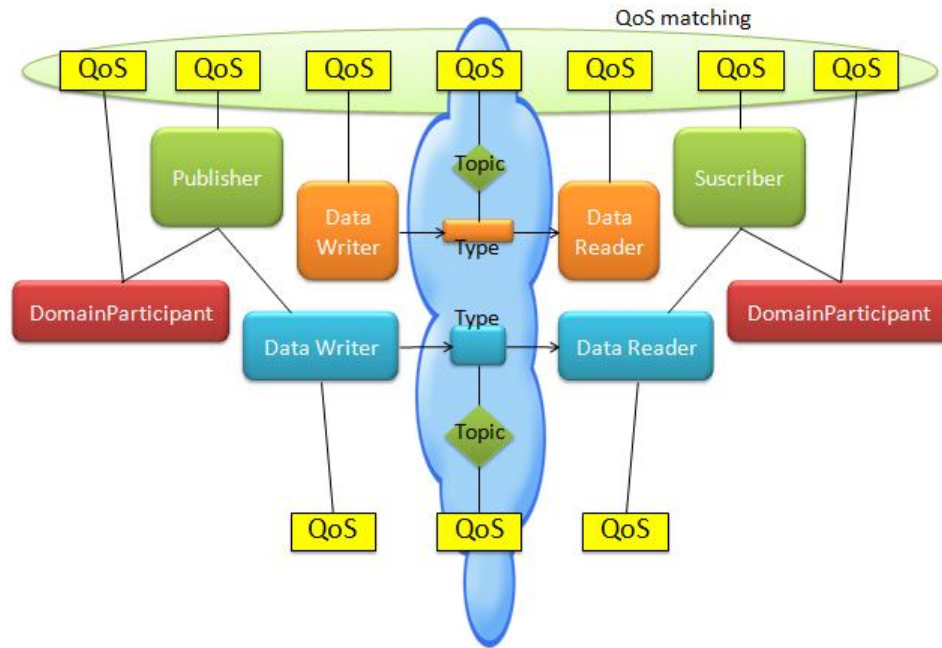 QoS matching
QoS QoS QoS QoS QoS QoS QoS
Publisher
Topic
Suscriber
Data
Writer
Type
Data
Reader
DomainParticipant
DomainParticipant
Type
Data Writer
Data Reader
Topic
QoS QoS QoS